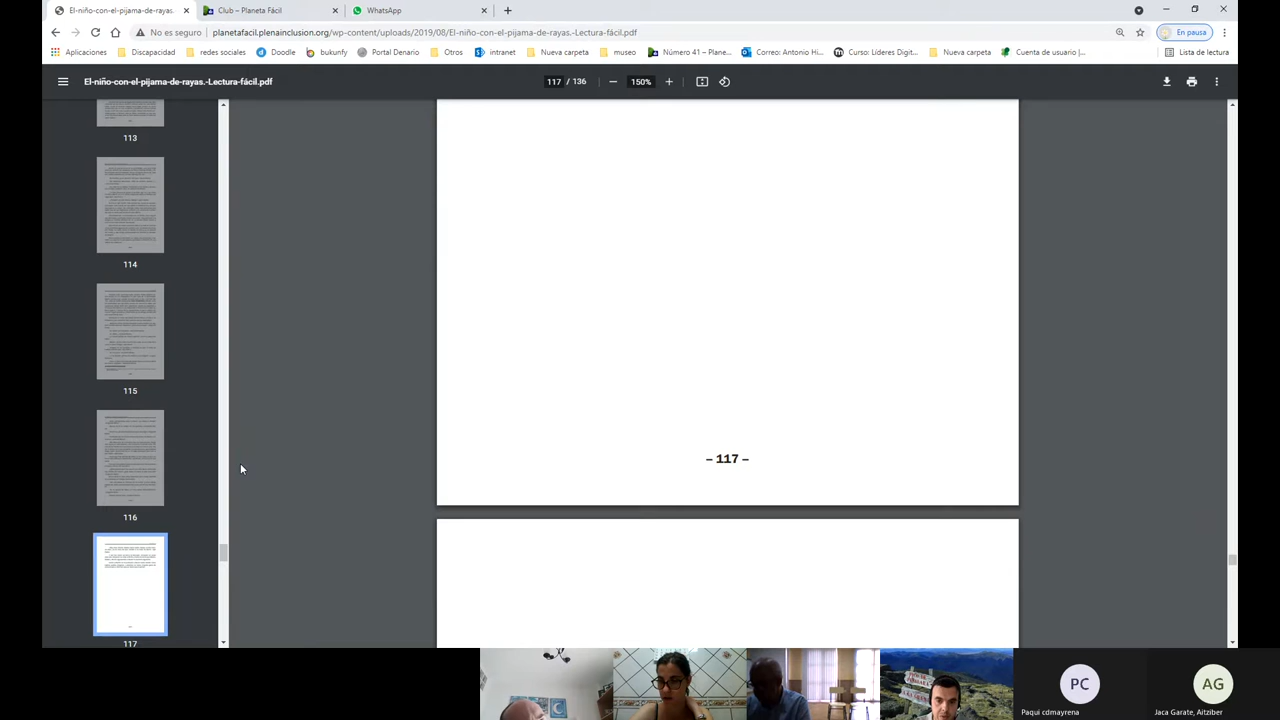 El-niño-con-el-pijama-de-rayas.
Club – Planeta Fácil
WhatsApp
No es seguro
planetafacil.plenainclusion.org/wp-content/uploads/2019/08/El-niño-con-el-pijama-de-rayas.-Lectura-fácil.pdf
En pausa
Aplicaciones
Discapacidad
redes sociales
Doodle
bukunfy
Portal Denario
Otros
intranet
Nueva carpeta
museo
Número 41 – Plane...
Correo: Antonio Hi...
Curso: Líderes Digit...
Nueva carpeta
Cuenta de usuario |...
Lista de lectura
El-niño-con-el-pijama-de-rayas.-Lectura-fácil.pdf
117 / 136
150%
113
114
115
116
117
– 117 –
PC
AG
Paqui cdmayrena
Jaca Garate, Aitziber